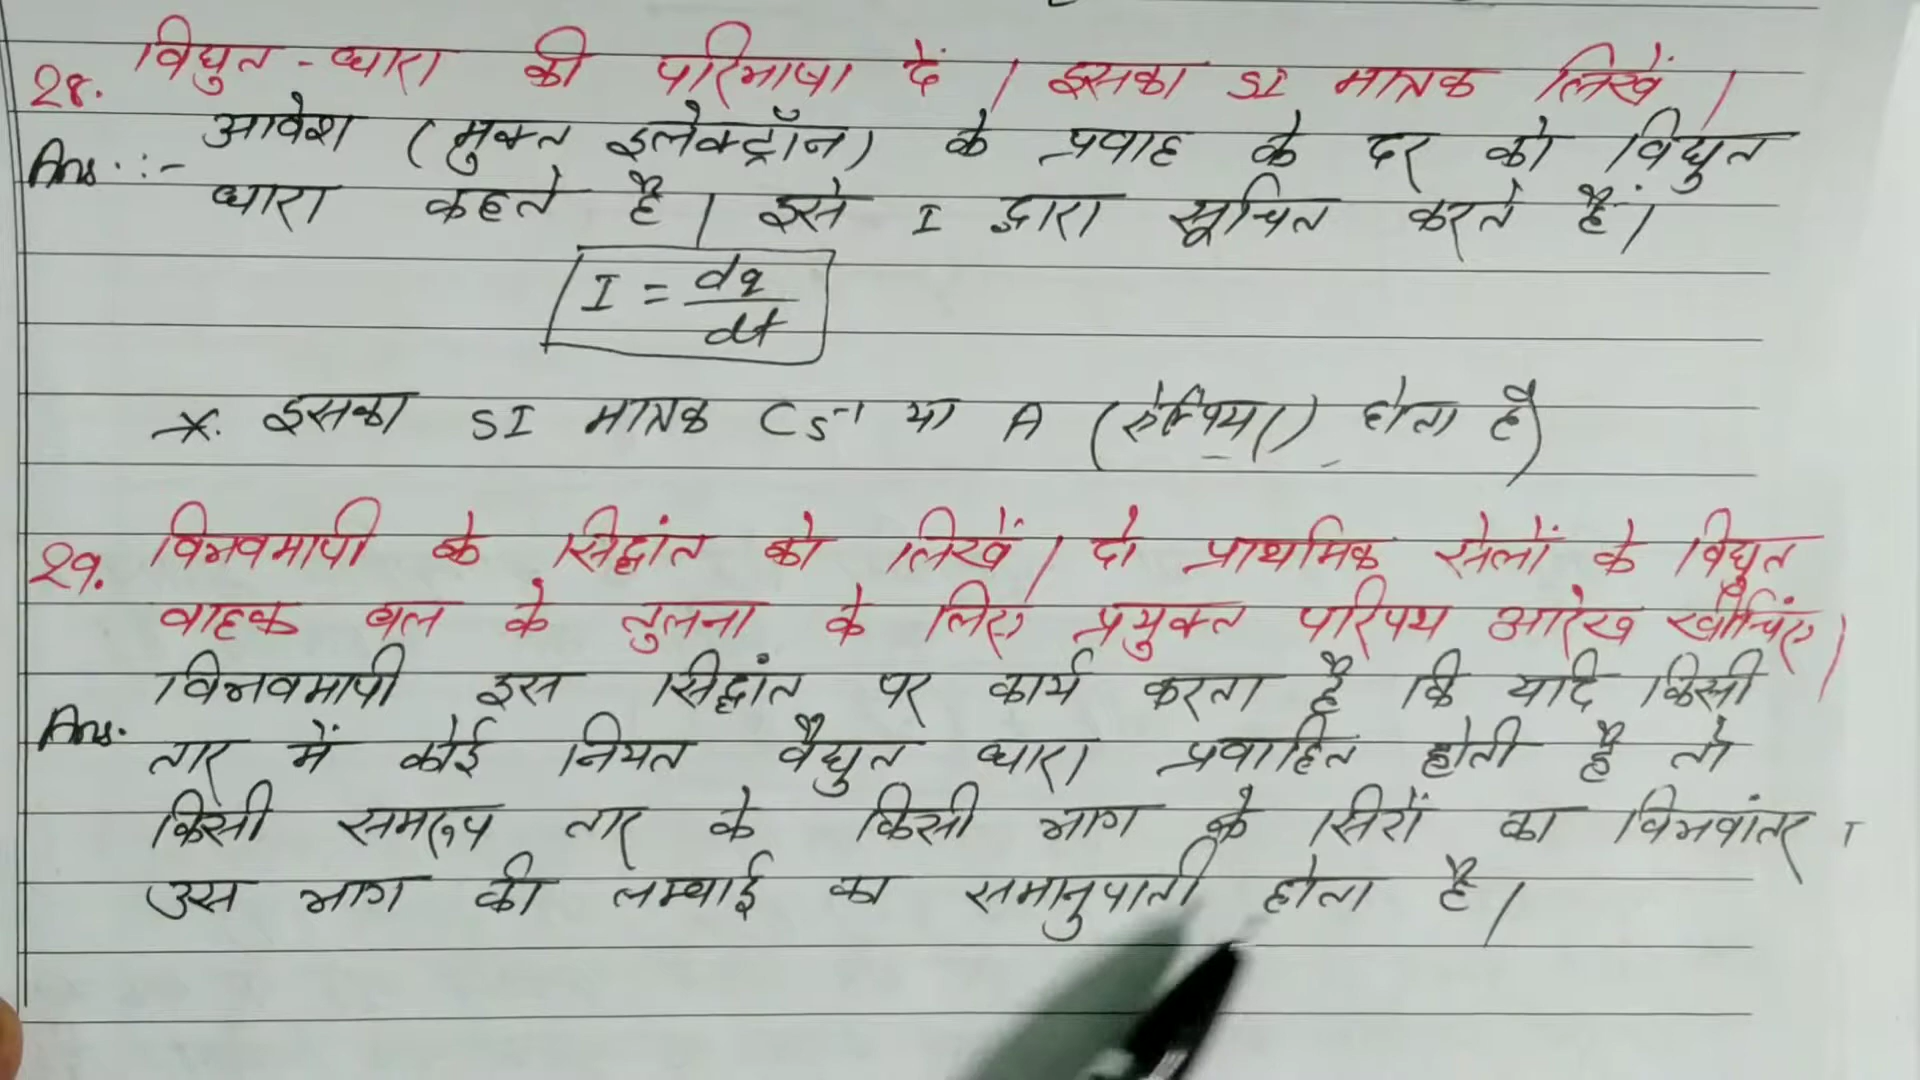 28. विद्युत - धारा की परिभाषा दें । इसका SI मात्रक लिखें ।
Ans. :- आवेश (मुक्त इलेक्ट्रॉन) के प्रवाह के दर को विद्युत
धारा कहते है । इसे I द्वारा सूचित करते हैं।
I = dq/dt
*. इसका SI मात्रक Cs⁻¹ या A (ऐम्पियर) होता है
29. विभवमापी के सिद्धांत को लिखें । दो प्राथमिक सेलों के विद्युत
वाहक बल के तुलना के लिए प्रयुक्त परिपथ आरेख खींचिए।
Ans. विभवमापी इस सिद्धांत पर कार्य करता है कि यदि किसी
तार में कोई नियत वैद्युत धारा प्रवाहित होती है तो
किसी समरूप तार के किसी भाग के सिरों का विभवांतर
उस भाग की लम्बाई का समानुपाती होता है ।